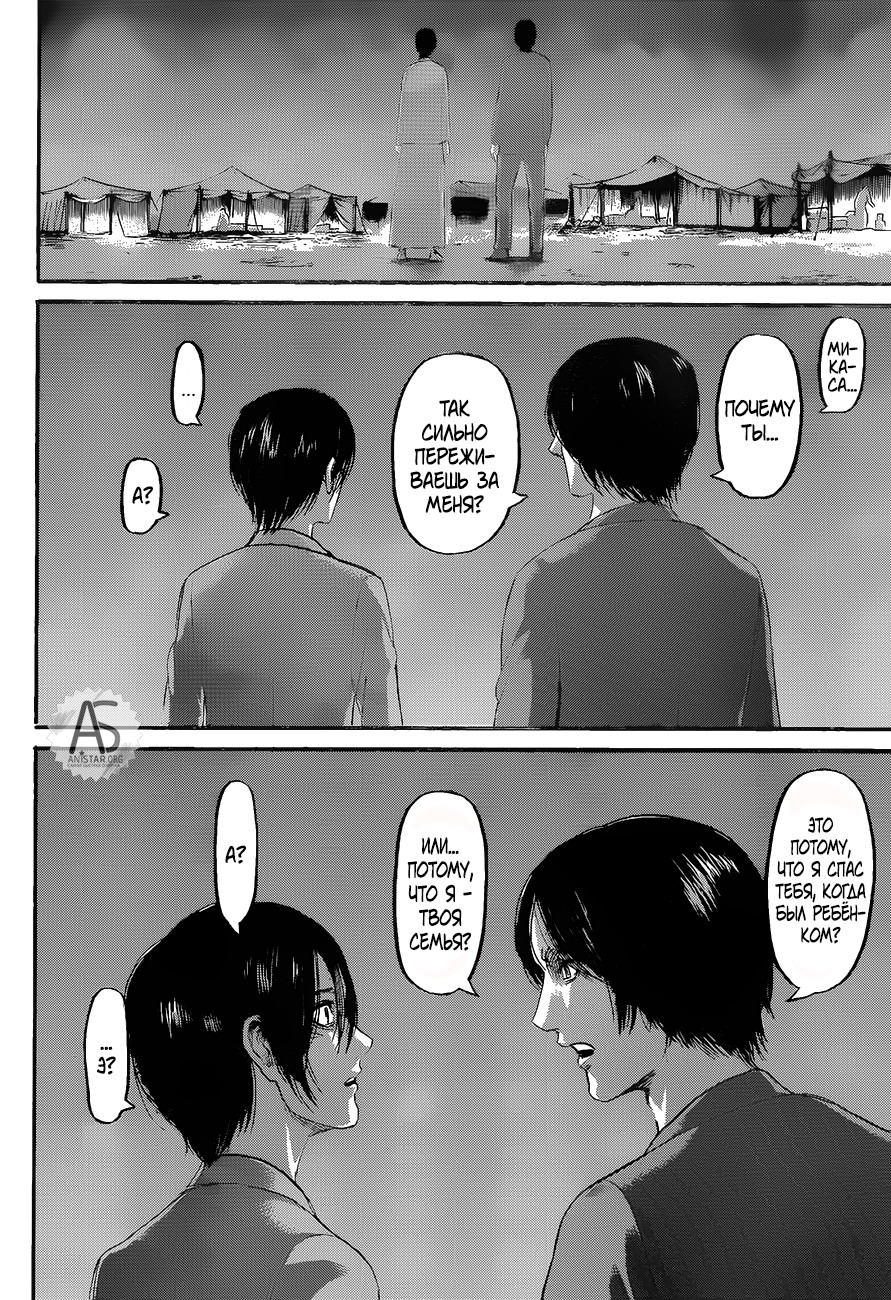 МИ-
КА-
СА...
ПОЧЕМУ
ТЫ...
ТАК
СИЛЬНО
ПЕРЕЖИ-
ВАЕШЬ ЗА
МЕНЯ?
...
А?
ЭТО
ПОТОМУ,
ЧТО Я СПАС
ТЕБЯ, КОГДА
БЫЛ РЕБЁН-
КОМ?
ИЛИ...
ПОТОМУ,
ЧТО Я -
ТВОЯ
СЕМЬЯ?
А?
...
Э?
AS
ANISTAR.ORG